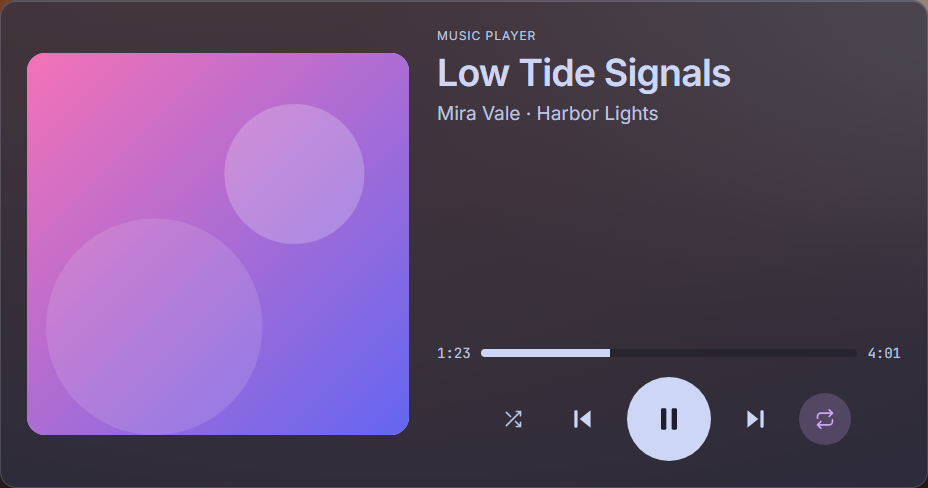 MUSIC PLAYER
Low Tide Signals
Mira Vale · Harbor Lights
1:23
4:01